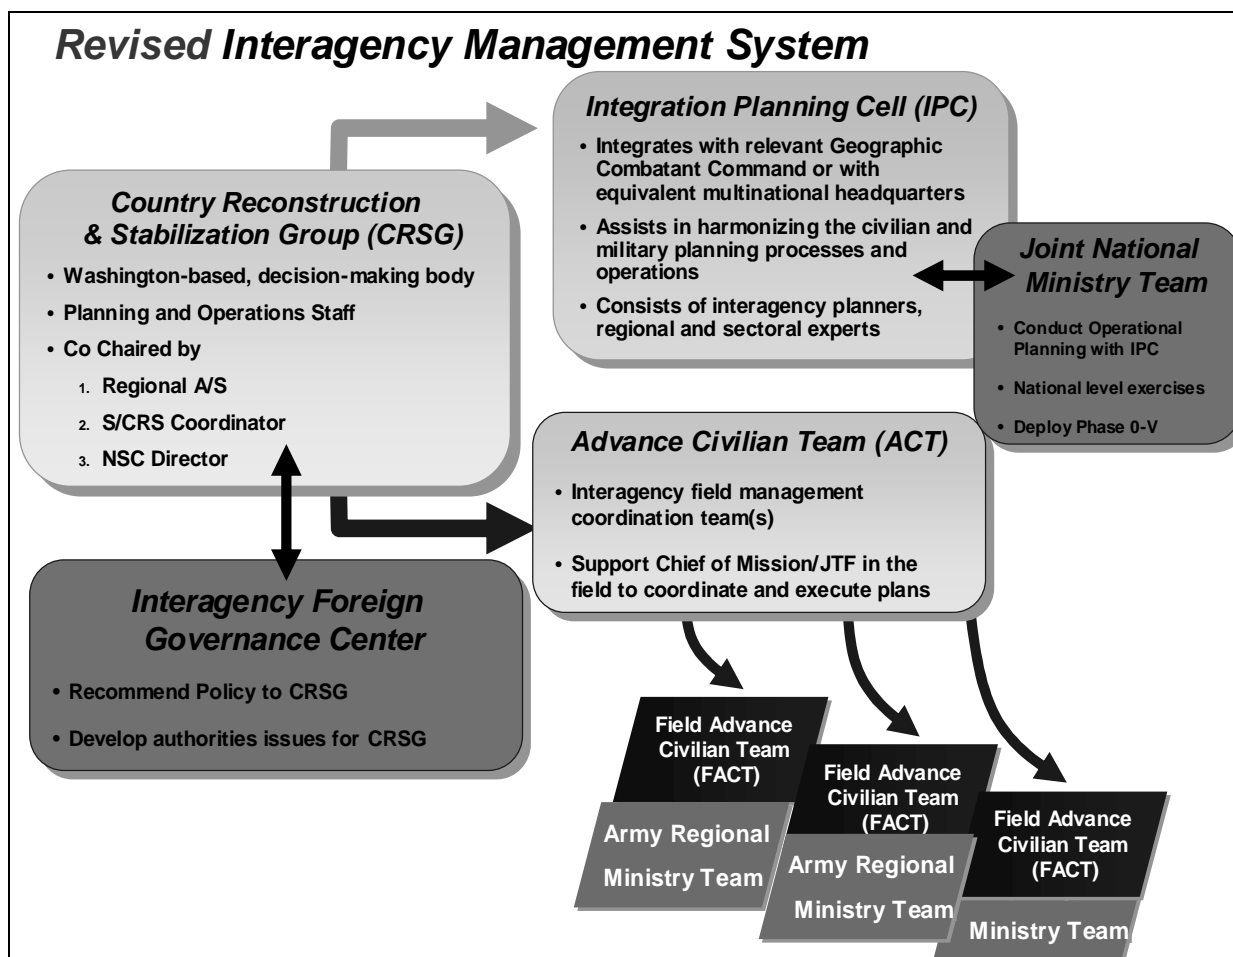 Revised Interagency Management System
Integration Planning Cell (IPC)
• Integrates with relevant Geographic
Combatant Command or with
equivalent multinational headquarters
• Assists in harmonizing the civilian and
military planning processes and
operations
• Consists of interagency planners,
regional and sectoral experts
Country Reconstruction
& Stabilization Group (CRSG)
• Washington-based, decision-making body
• Planning and Operations Staff
• Co Chaired by
1. Regional A/S
2. S/CRS Coordinator
3. NSC Director
Joint National
Ministry Team
• Conduct Operational
Planning with IPC
• National level exercises
• Deploy Phase 0-V
Advance Civilian Team (ACT)
• Interagency field management
coordination team(s)
• Support Chief of Mission/JTF in the
field to coordinate and execute plans
Interagency Foreign
Governance Center
• Recommend Policy to CRSG
• Develop authorities issues for CRSG
Field Advance
Civilian Team
(FACT)
Army Regional
Ministry Team
Field Advance
Civilian Team
(FACT)
Army Regional
Ministry Team
Field Advance
Civilian Team
(FACT)
Ministry Team